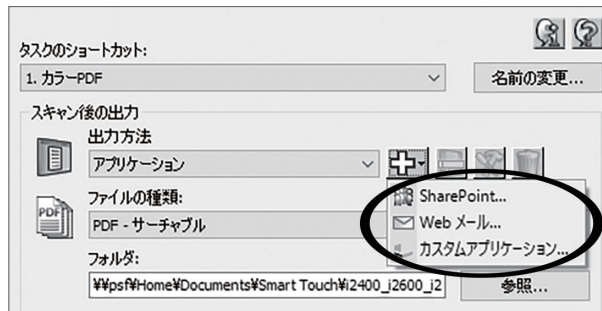 タスクのショートカット:
1. カラーPDF
名前の変更...
スキャン後の出力
出力方法
アプリケーション
ファイルの種類:
PDF
PDF - サーチャブル
SharePoint...
Web メール...
カスタムアプリケーション...
フォルダ:
¥¥psf¥Home¥Documents¥Smart Touch¥i2400_i2600_i2
参照...